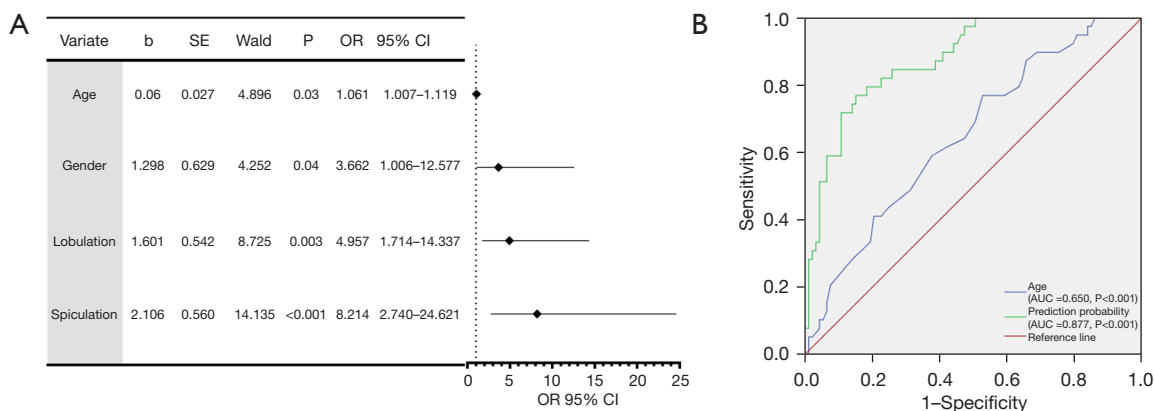 A
Variate b SE Wald P OR 95% CI
Age 0.06 0.027 4.896 0.03 1.061 1.007–1.119
Gender 1.298 0.629 4.252 0.04 3.662 1.006–12.577
Lobulation 1.601 0.542 8.725 0.003 4.957 1.714–14.337
Spiculation 2.106 0.560 14.135 <0.001 8.214 2.740–24.621
0 5 10 15 20 25
OR 95% CI
B
Sensitivity
1.0
0.8
0.6
0.4
0.2
0.0
Age
(AUC =0.650, P<0.001)
Prediction probability
(AUC =0.877, P<0.001)
Reference line
0.0 0.2 0.4 0.6 0.8 1.0
1–Specificity